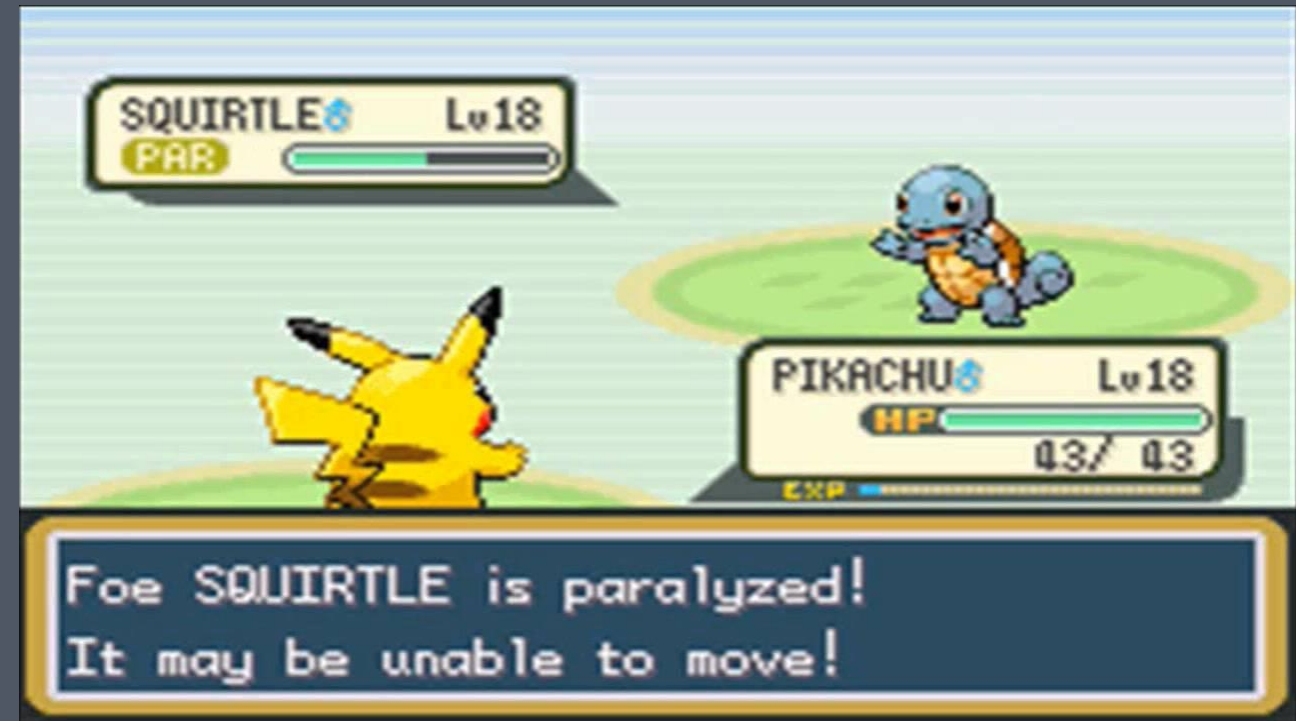 SQUIRTLE♂ Lv18
PAR
PIKACHU♂ Lv18
HP
43/ 43
EXP
Foe SQUIRTLE is paralyzed!
It may be unable to move!